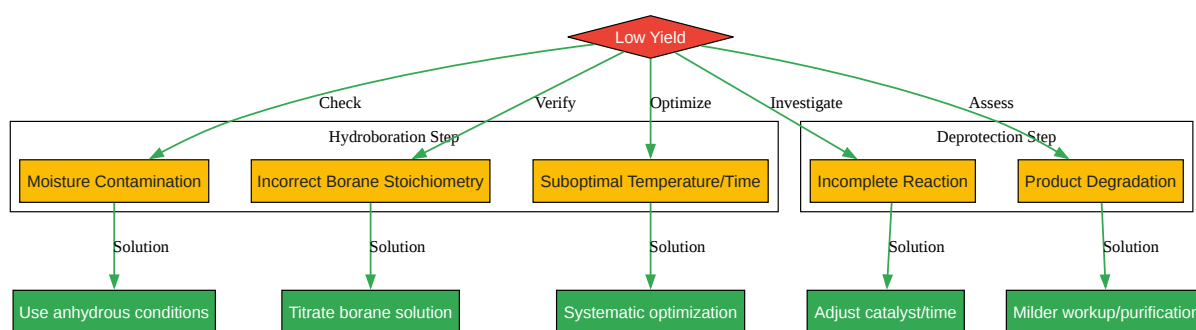 Low Yield
Check
Verify
Optimize
Investigate
Assess
Hydroboration Step
Deprotection Step
Moisture Contamination
Incorrect Borane Stoichiometry
Suboptimal Temperature/Time
Incomplete Reaction
Product Degradation
Solution
Solution
Solution
Solution
Solution
Use anhydrous conditions
Titrate borane solution
Systematic optimization
Adjust catalyst/time
Milder workup/purification